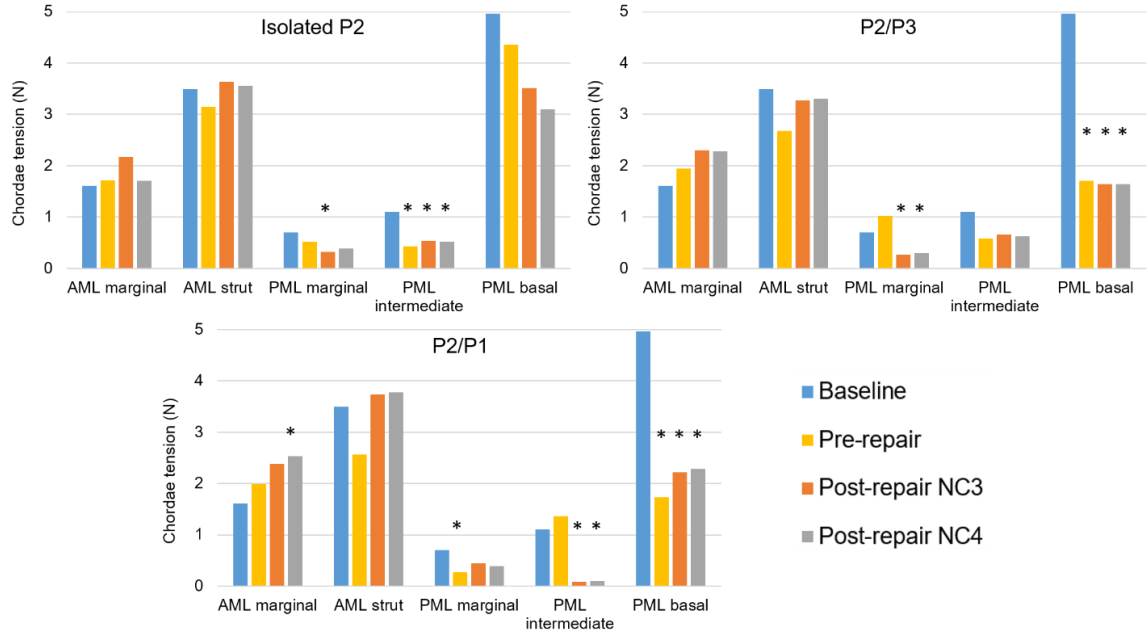 Isolated P2
Chordae tension (N)
5
4
3
2
1
0
*
* * *
AML marginal AML strut PML marginal PML intermediate PML basal
P2/P3
Chordae tension (N)
5
4
3
2
1
0
* *
* * *
AML marginal AML strut PML marginal PML intermediate PML basal
P2/P1
Chordae tension (N)
5
4
3
2
1
0
*
*
* *
* * *
AML marginal AML strut PML marginal PML intermediate PML basal
Baseline
Pre-repair
Post-repair NC3
Post-repair NC4